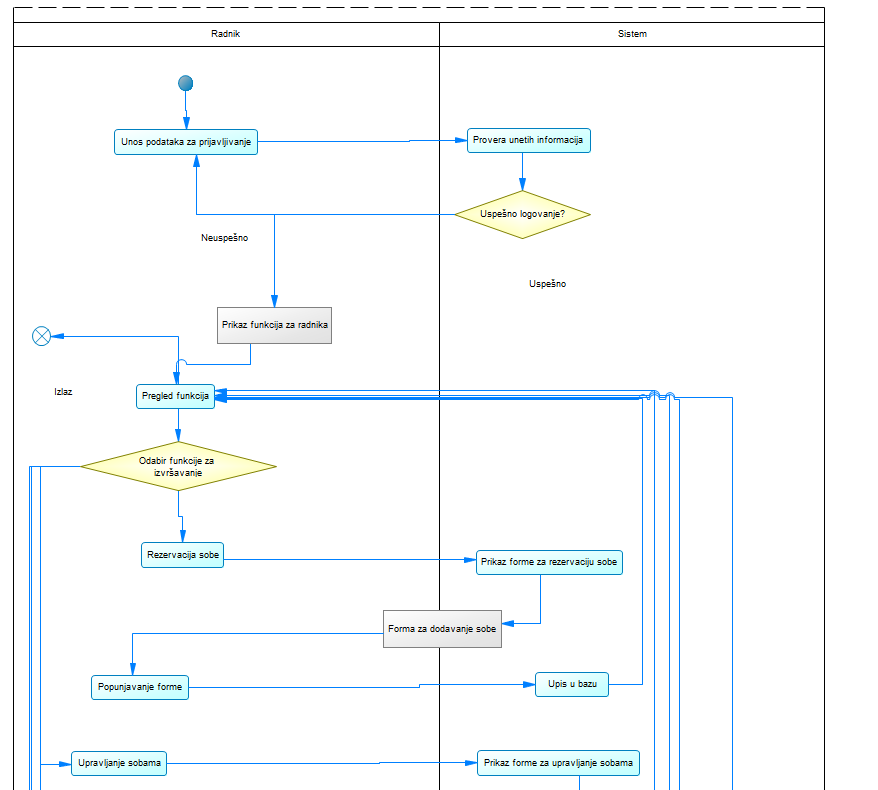 Radnik
Sistem
Unos podataka za prijavljivanje
Provera unetih informacija
Uspešno logovanje?
Neuspešno
Uspešno
Prikaz funkcija za radnika
Izlaz
Pregled funkcija
Odabir funkcije za
izvršavanje
Rezervacija sobe
Prikaz forme za rezervaciju sobe
Forma za dodavanje sobe
Popunjavanje forme
Upis u bazu
Upravljanje sobama
Prikaz forme za upravljanje sobama